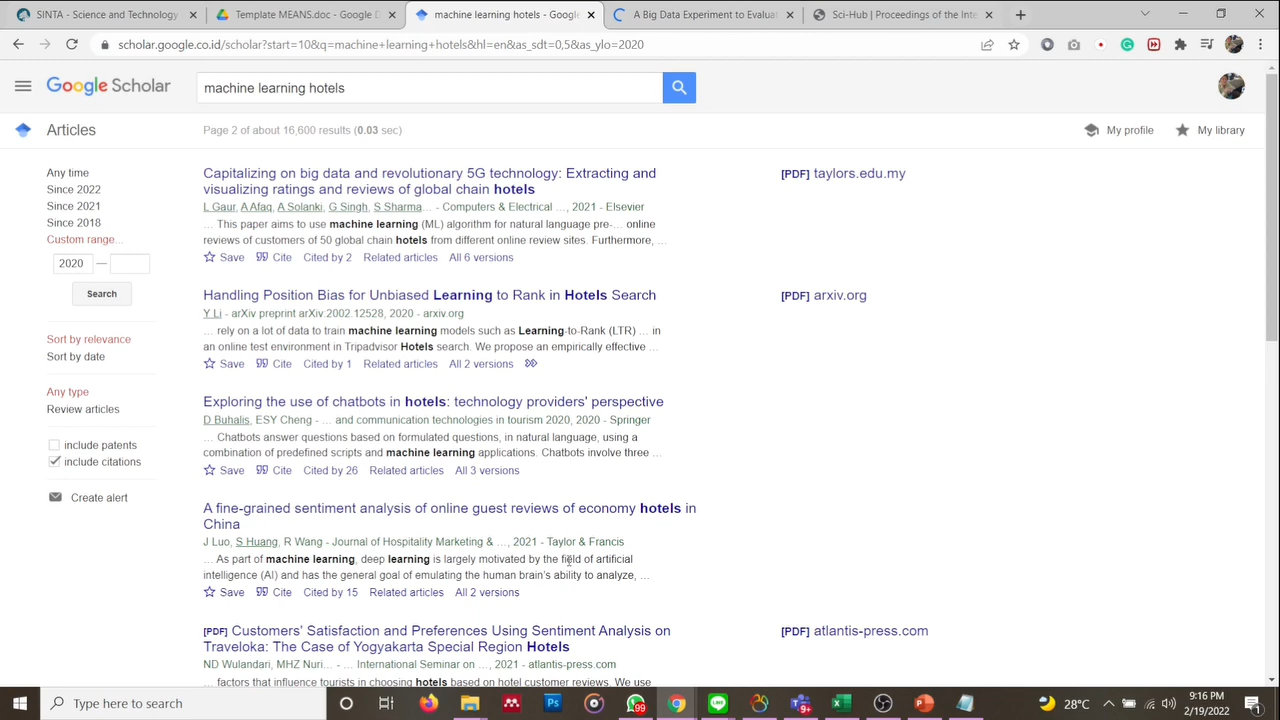 SINTA - Science and Technology
Template MEANS.doc - Google D
machine learning hotels - Google
A Big Data Experiment to Evaluat
Sci-Hub | Proceedings of the Inte
scholar.google.co.id/scholar?start=10&q=machine+learning+hotels&hl=en&as_sdt=0,5&as_ylo=2020
Google Scholar
machine learning hotels
Articles
Page 2 of about 16,600 results (0.03 sec)
My profile
My library
Any time
Since 2022
Since 2021
Since 2018
Custom range...
2020 —
Search
Sort by relevance
Sort by date
Any type
Review articles
include patents
include citations
Create alert
Capitalizing on big data and revolutionary 5G technology: Extracting and
visualizing ratings and reviews of global chain hotels
L Gaur, A Afaq, A Solanki, G Singh, S Sharma… - Computers & Electrical …, 2021 - Elsevier
… This paper aims to use machine learning (ML) algorithm for natural language pre-… online
reviews of customers of 50 global chain hotels from different online review sites. Furthermore, …
Save Cite Cited by 2 Related articles All 6 versions
[PDF] taylors.edu.my
Handling Position Bias for Unbiased Learning to Rank in Hotels Search
Y Li - arXiv preprint arXiv:2002.12528, 2020 - arxiv.org
… rely on a lot of data to train machine learning models such as Learning-to-Rank (LTR) … in
an online test environment in Tripadvisor Hotels search. We propose an empirically effective …
Save Cite Cited by 1 Related articles All 2 versions
[PDF] arxiv.org
Exploring the use of chatbots in hotels: technology providers' perspective
D Buhalis, ESY Cheng - … and communication technologies in tourism 2020, 2020 - Springer
… Chatbots answer questions based on formulated questions, in natural language, using a
combination of predefined scripts and machine learning applications. Chatbots involve three …
Save Cite Cited by 26 Related articles All 3 versions
A fine-grained sentiment analysis of online guest reviews of economy hotels in
China
J Luo, S Huang, R Wang - Journal of Hospitality Marketing & …, 2021 - Taylor & Francis
… As part of machine learning, deep learning is largely motivated by the field of artificial
intelligence (AI) and has the general goal of emulating the human brain's ability to analyze, …
Save Cite Cited by 15 Related articles All 2 versions
[PDF] Customers' Satisfaction and Preferences Using Sentiment Analysis on
Traveloka: The Case of Yogyakarta Special Region Hotels
ND Wulandari, MHZ Nuri… - … International Seminar on …, 2021 - atlantis-press.com
… factors that influence tourists in choosing hotels based on hotel customer reviews. We use
[PDF] atlantis-press.com
Type here to search
99
9+
28°C
9:16 PM
2/19/2022
1